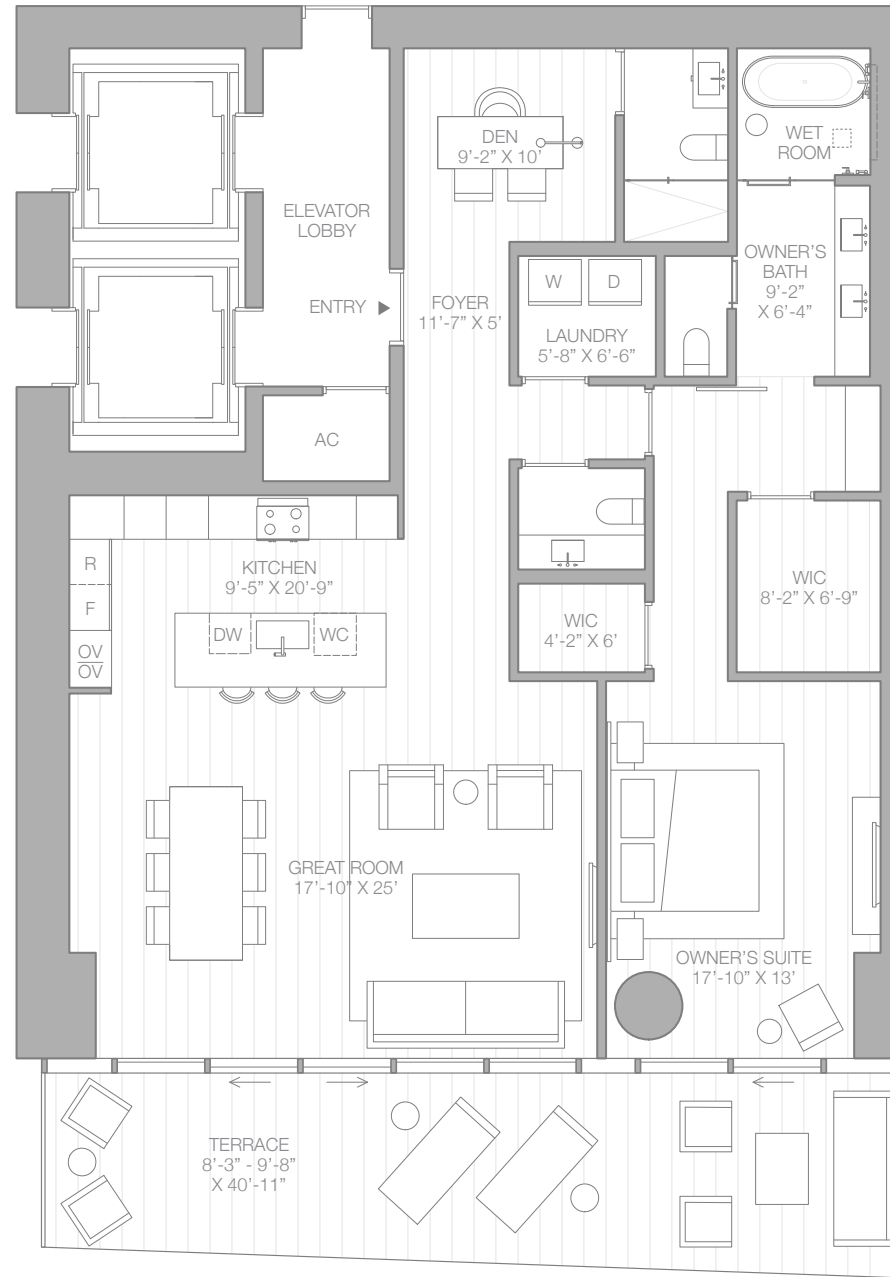 DEN
9'-2" X 10'
WET
ROOM
ELEVATOR
LOBBY
OWNER'S
BATH
9'-2"
X 6'-4"
W
D
ENTRY
FOYER
11'-7" X 5'
LAUNDRY
5'-8" X 6'-6"
AC
R
F
OV
OV
KITCHEN
9'-5" X 20'-9"
DW
WC
WIC
8'-2" X 6'-9"
WIC
4'-2" X 6'
GREAT ROOM
17'-10" X 25'
OWNER'S SUITE
17'-10" X 13'
TERRACE
8'-3" - 9'-8"
X 40'-11"